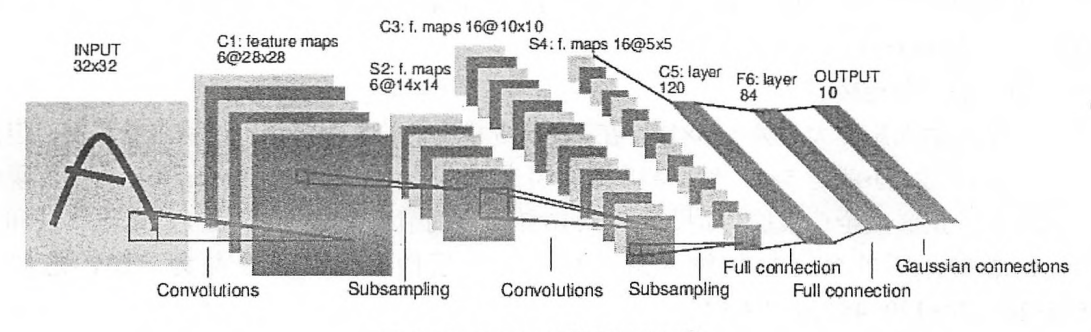 INPUT
32x32
C1: feature maps
6@28x28
S2: f. maps
6@14x14
C3: f. maps 16@10x10
S4: f. maps 16@5x5
C5: layer
120
F6: layer
84
OUTPUT
10
A
Convolutions
Subsampling
Convolutions
Subsampling
Full connection
Full connection
Gaussian connections